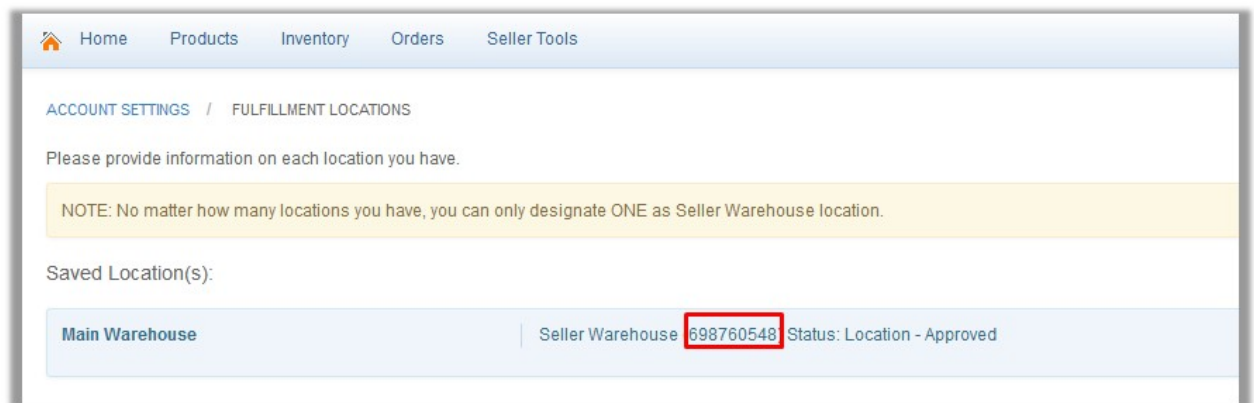 Home Products Inventory Orders Seller Tools
ACCOUNT SETTINGS / FULFILLMENT LOCATIONS
Please provide information on each location you have.
NOTE: No matter how many locations you have, you can only designate ONE as Seller Warehouse location.
Saved Location(s):
Main Warehouse Seller Warehouse 698760548 Status: Location - Approved